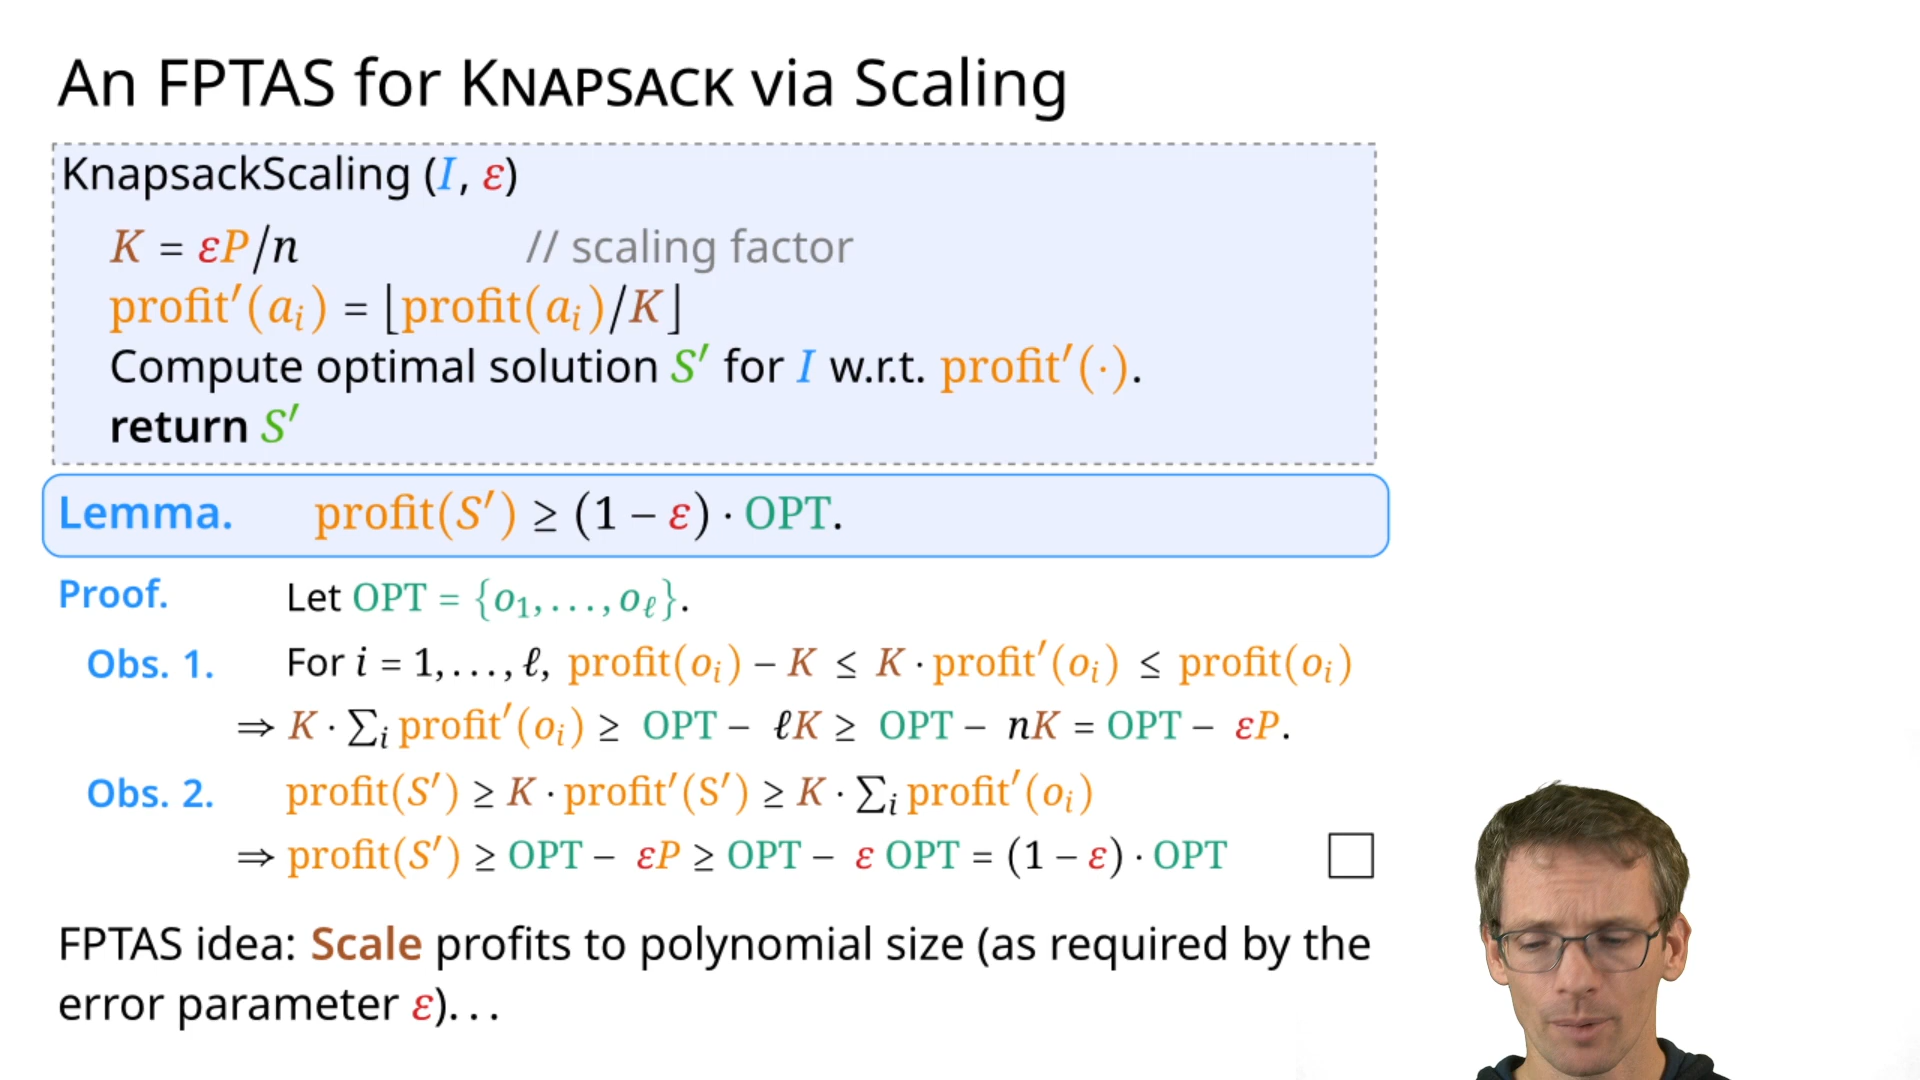 An FPTAS for KNAPSACK via Scaling
KnapsackScaling (I, ε)
K = εP/n // scaling factor
profit′(aᵢ) = ⌊profit(aᵢ)/K⌋
Compute optimal solution S′ for I w.r.t. profit′(·).
return S′
Lemma. profit(S′) ≥ (1 − ε) · OPT.
Proof. Let OPT = {o₁, . . . , oℓ}.
Obs. 1. For i = 1, . . . , ℓ, profit(oᵢ) − K ≤ K · profit′(oᵢ) ≤ profit(oᵢ)
⇒ K · ∑ᵢ profit′(oᵢ) ≥ OPT − ℓK ≥ OPT − nK = OPT − εP.
Obs. 2. profit(S′) ≥ K · profit′(S′) ≥ K · ∑ᵢ profit′(oᵢ)
⇒ profit(S′) ≥ OPT − εP ≥ OPT − ε OPT = (1 − ε) · OPT □
FPTAS idea: Scale profits to polynomial size (as required by the
error parameter ε). . .